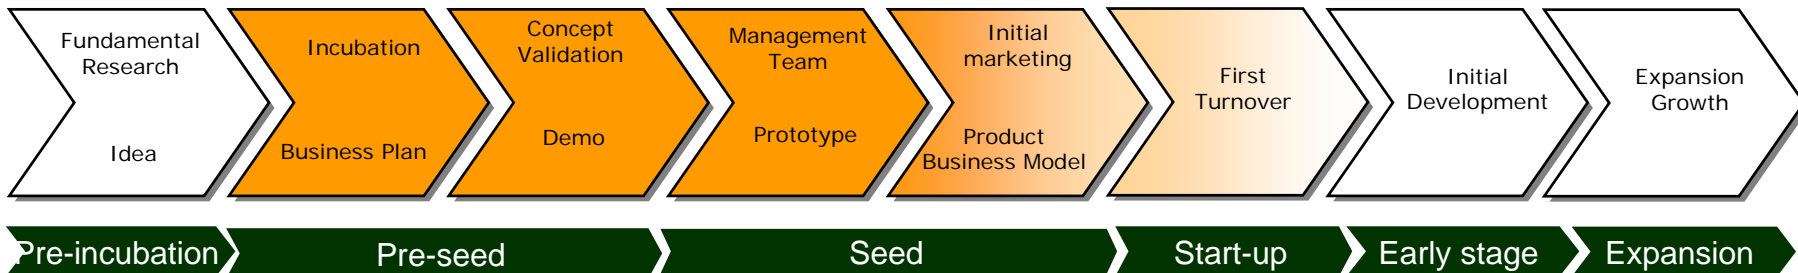 Fundamental
Research
Idea
Incubation
Business Plan
Concept
Validation
Demo
Management
Team
Prototype
Initial
marketing
Product
Business Model
First
Turnover
Initial
Development
Expansion
Growth
Pre-incubation
Pre-seed
Seed
Start-up
Early stage
Expansion